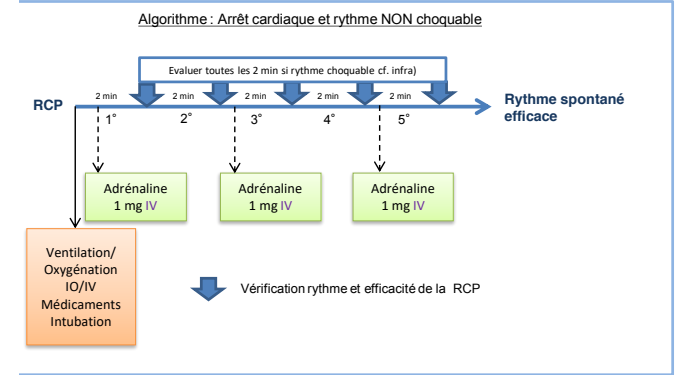 Algorithme : Arrêt cardiaque et rythme NON choquable
Evaluer toutes les 2 min si rythme choquable cf. infra)
RCP
2 min
2 min
2 min
2 min
2 min
Rythme spontané
efficace
1°
2°
3°
4°
5°
Adrénaline
1 mg IV
Adrénaline
1 mg IV
Adrénaline
1 mg IV
Ventilation/
Oxygénation
IO/IV
Médicaments
Intubation
Vérification rythme et efficacité de la RCP